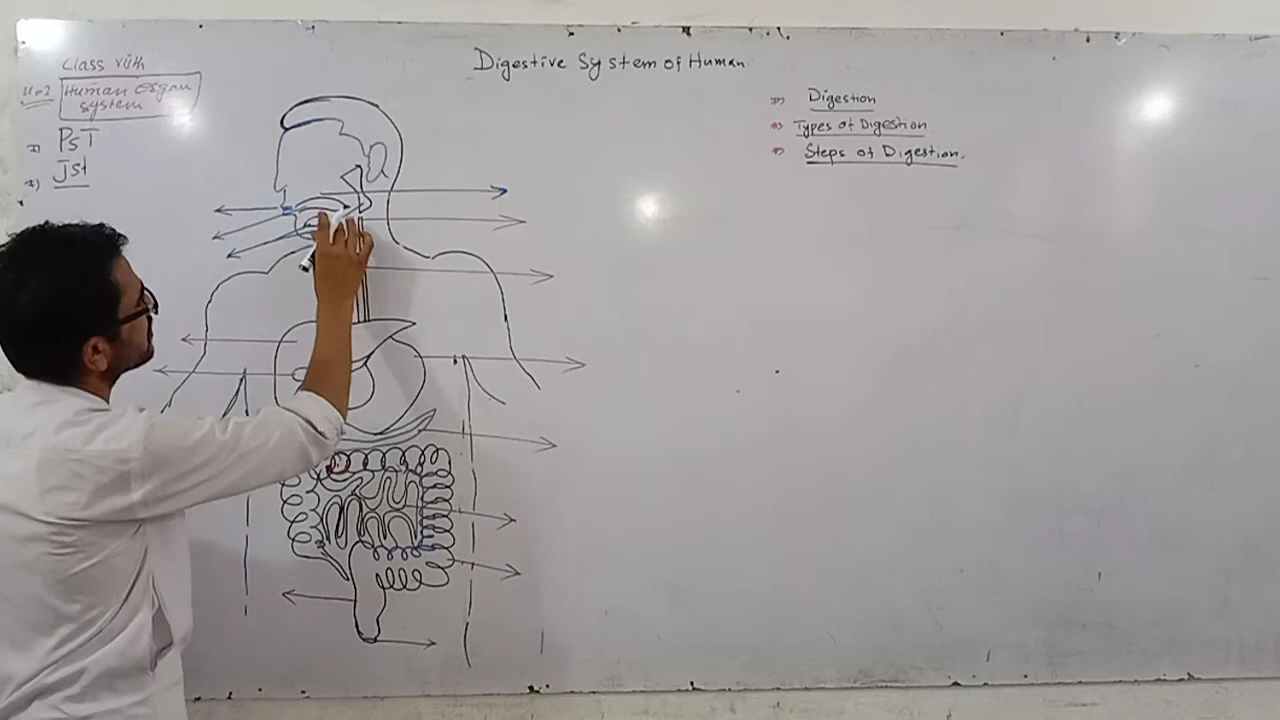 Digestive System of Human
Class VIIth
Human Organ
System
PST
JST
Digestion
Types of Digestion
Steps of Digestion.